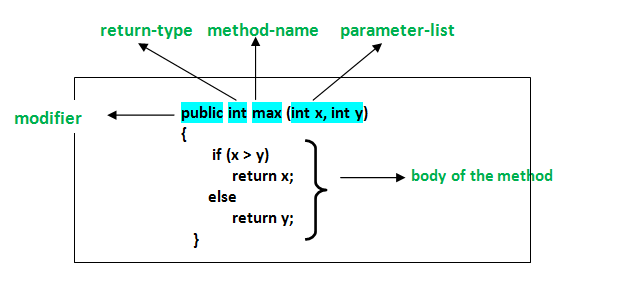 return-type method-name parameter-list
modifier
public int max (int x, int y)
{
if (x > y)
return x;
else
return y;
}
body of the method